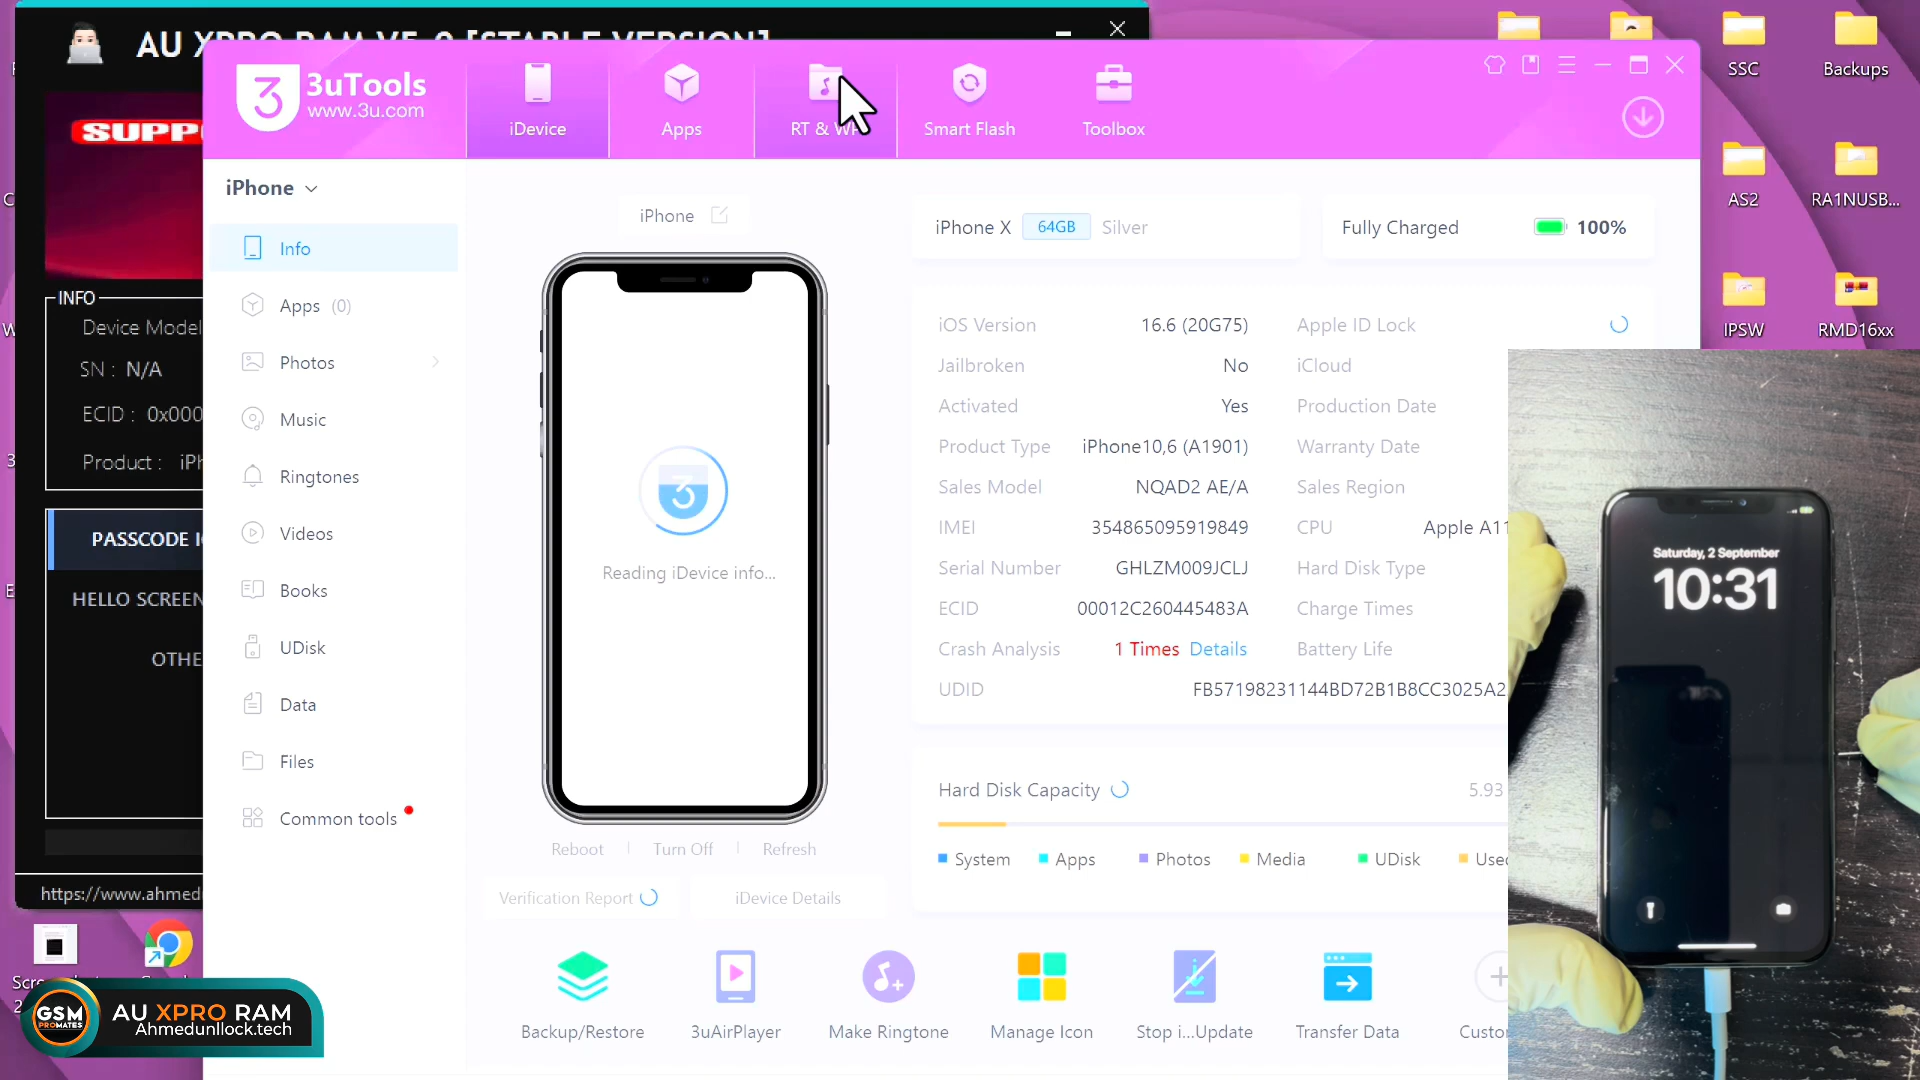 AU XPRO RAM V5.0 [STABLE VERSION]
SUPP
INFO
Device Model
SN : N/A
ECID : 0x000
Product : iPh
PASSCODE
HELLO SCREEN
OTHE
https://www.ahmed
3uTools
www.3u.com
iDevice
Apps
RT & W
Smart Flash
Toolbox
iPhone
Info
Apps (0)
Photos
Music
Ringtones
Videos
Books
UDisk
Data
Files
Common tools
iPhone
Reading iDevice info...
Reboot
Turn Off
Refresh
Verification Report
iDevice Details
iPhone X 64GB Silver
Fully Charged 100%
iOS Version 16.6 (20G75)
Jailbroken No
Activated Yes
Product Type iPhone10,6 (A1901)
Sales Model NQAD2 AE/A
IMEI 354865095919849
Serial Number GHLZM009JCLJ
ECID 00012C260445483A
Crash Analysis 1 Times Details
UDID FB57198231144BD72B1B8CC3025A2
Apple ID Lock
iCloud
Production Date
Warranty Date
Sales Region
CPU Apple A11
Hard Disk Type
Charge Times
Battery Life
Hard Disk Capacity 5.93
System Apps Photos Media UDisk Used
Backup/Restore
3uAirPlayer
Make Ringtone
Manage Icon
Stop i...Update
Transfer Data
Custo
SSC
Backups
AS2
RA1NUSB...
IPSW
RMD16xx
Saturday, 2 September
10:31
GSM
PROMATES
AU XPRO RAM
Ahmedunllock.tech